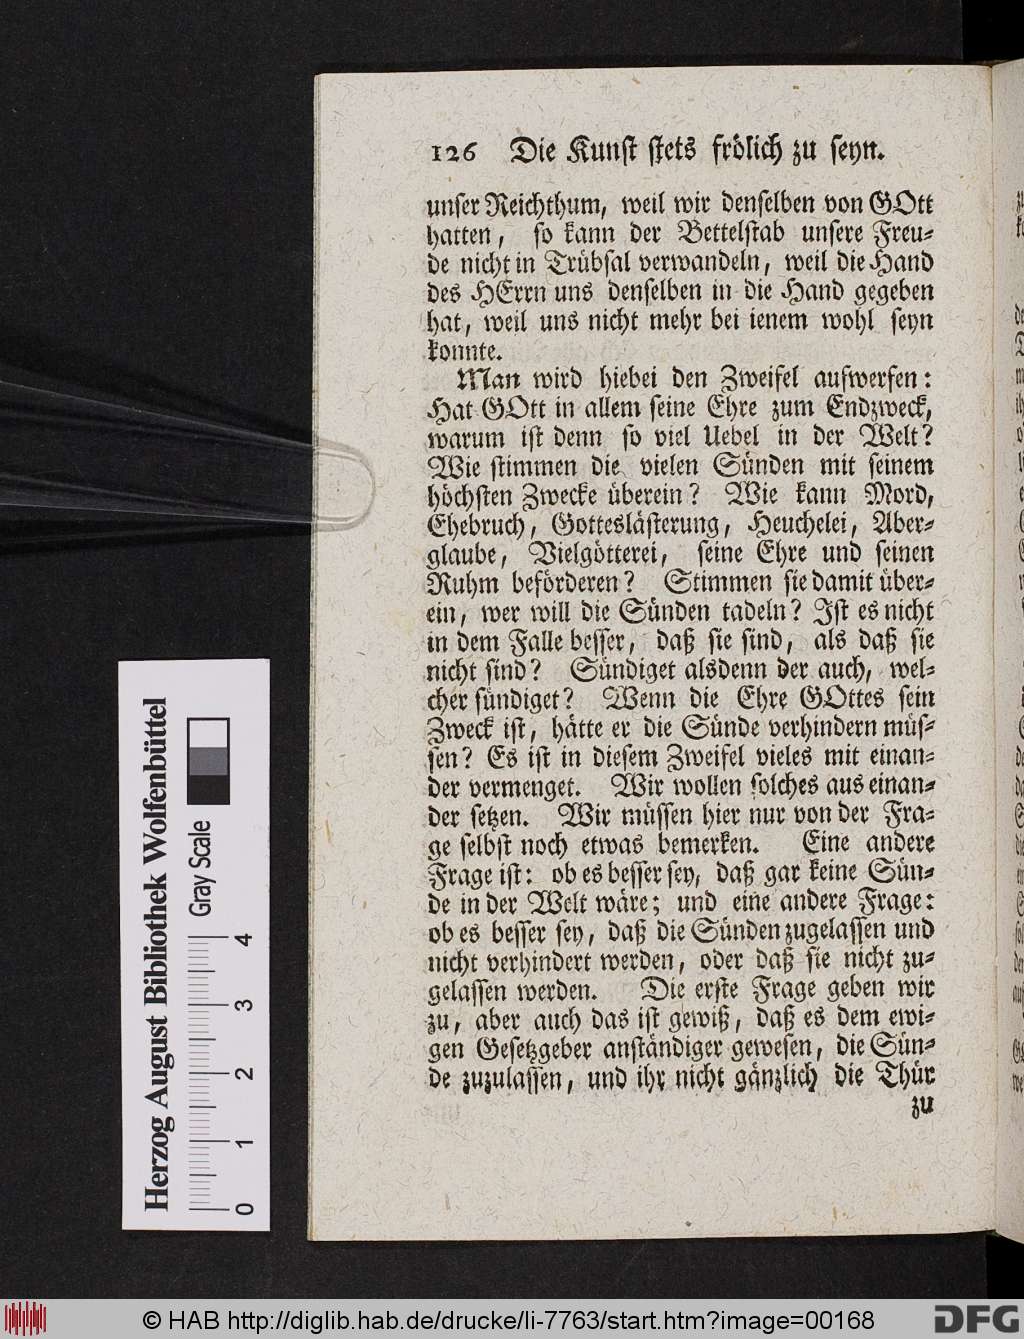 126 Die Kunst stets frölich zu seyn.
unser Reichthum, weil wir denselben von GOtt
hatten, so kann der Bettelstab unsere Freu-
de nicht in Trübsal verwandeln, weil die Hand
des HErrn uns denselben in die Hand gegeben
hat, weil uns nicht mehr bei ienem wohl seyn
konnte.
Man wird hiebei den Zweifel aufwerfen:
Hat GOtt in allem seine Ehre zum Endzweck,
warum ist denn so viel Uebel in der Welt?
Wie stimmen die vielen Sünden mit seinem
höchsten Zwecke überein? Wie kann Mord,
Ehebruch, Gotteslästerung, Heuchelei, Aber-
glaube, Vielgötterei, seine Ehre und seinen
Ruhm beförderen? Stimmen sie damit über-
ein, wer will die Sünden tadeln? Ist es nicht
in dem Falle besser, daß sie sind, als daß sie
nicht sind? Sündiget alsdenn der auch, wel-
cher sündiget? Wenn die Ehre GOttes sein
Zweck ist, hätte er die Sünde verhindern müs-
sen? Es ist in diesem Zweifel vieles mit einan-
der vermenget. Wir wollen solches aus einan-
der setzen. Wir müssen hier nur von der Fra-
ge selbst noch etwas bemerken. Eine andere
Frage ist: ob es besser sey, daß gar keine Sün-
de in der Welt wäre; und eine andere Frage:
ob es besser sey, daß die Sünden zugelassen und
nicht verhindert werden, oder daß sie nicht zu-
gelassen werden. Die erste Frage geben wir
zu, aber auch das ist gewiß, daß es dem ewi-
gen Gesetzgeber anständiger gewesen, die Sün-
de zuzulassen, und ihr nicht gänzlich die Thür
zu
Herzog August Bibliothek Wolfenbüttel
Gray Scale
0 1 2 3 4
© HAB http://diglib.hab.de/drucke/li-7763/start.htm?image=00168
DFG